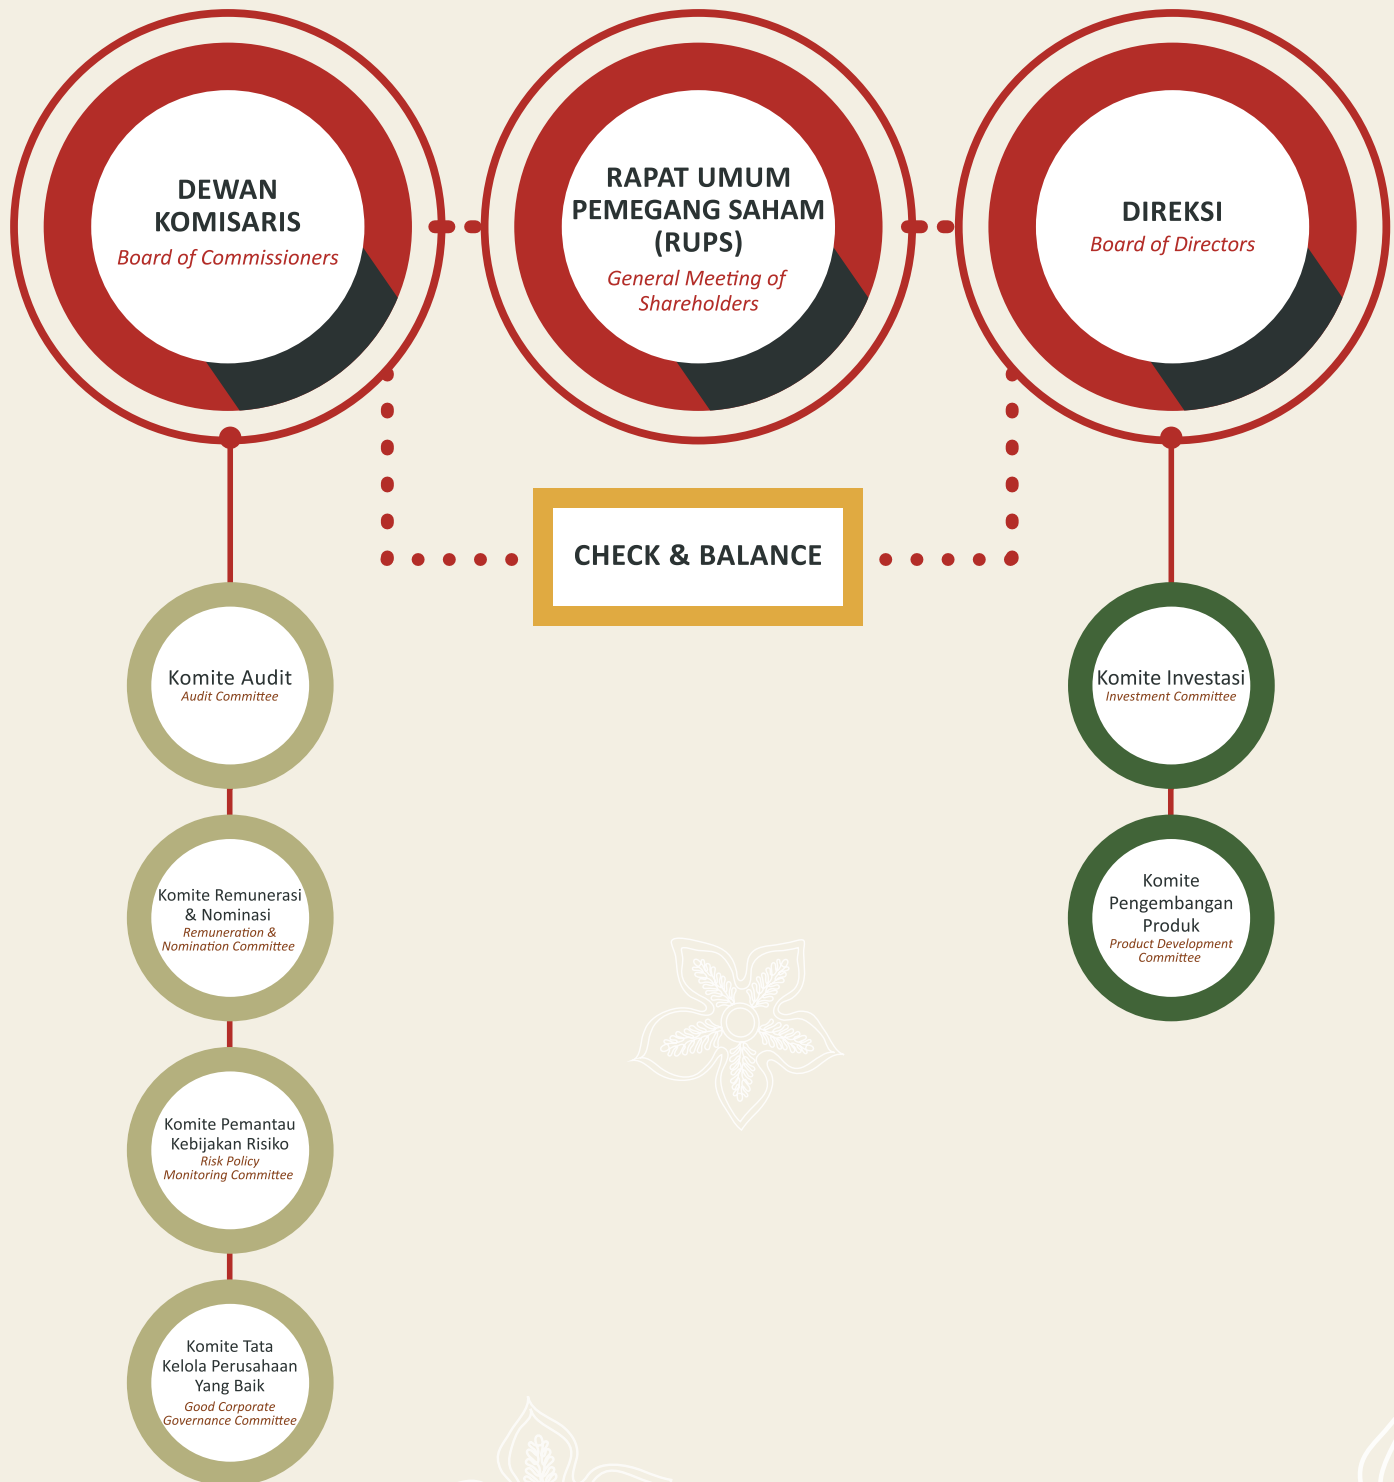 DEWAN
KOMISARIS
Board of Commissioners
RAPAT UMUM
PEMEGANG SAHAM
(RUPS)
General Meeting of
Shareholders
DIREKSI
Board of Directors
CHECK & BALANCE
Komite Audit
Audit Committee
Komite Remunerasi
& Nominasi
Remuneration &
Nomination Committee
Komite Pemantau
Kebijakan Risiko
Risk Policy
Monitoring Committee
Komite Tata
Kelola Perusahaan
Yang Baik
Good Corporate
Governance Committee
Komite Investasi
Investment Committee
Komite
Pengembangan
Produk
Product Development
Committee